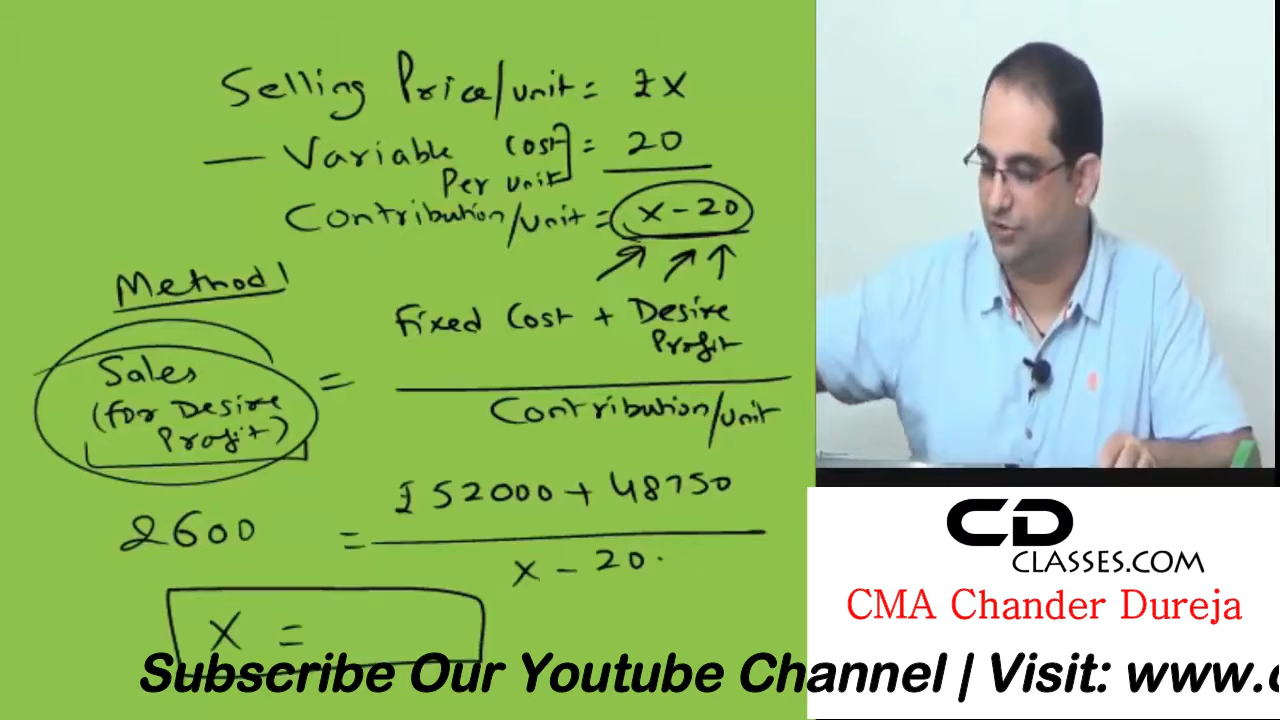 Selling Price/unit = ₹X
— Variable Cost Per unit] = 20
Contribution/unit = X - 20
Method 1
Sales (for Desire Profit) = Fixed Cost + Desire Profit
Contribution/unit
2600 = ₹52000 + 48750
X - 20.
X =
CD
CLASSES.COM
CMA Chander Dureja
Subscribe Our Youtube Channel | Visit: www.c